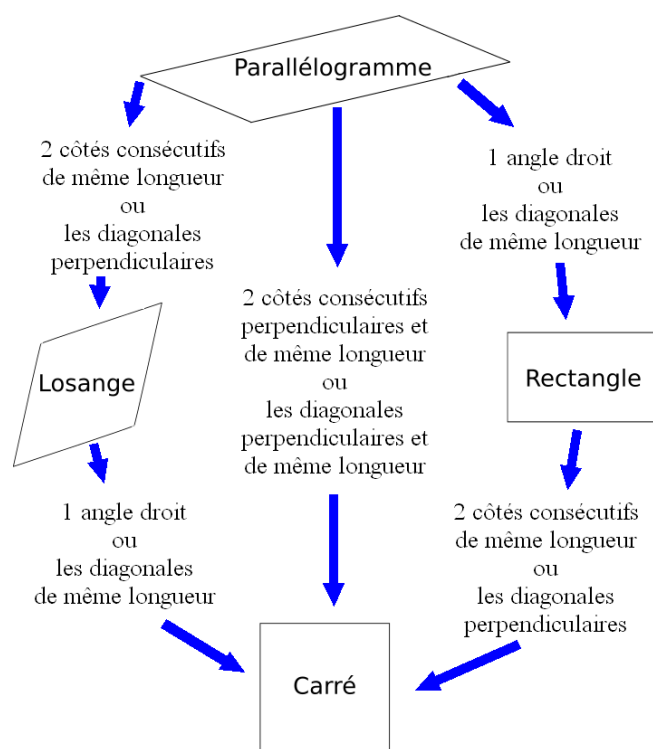 Parallélogramme
2 côtés consécutifs
de même longueur
ou
les diagonales
perpendiculaires
1 angle droit
ou
les diagonales
de même longueur
2 côtés consécutifs
perpendiculaires et
de même longueur
ou
les diagonales
perpendiculaires et
de même longueur
Losange
Rectangle
1 angle droit
ou
les diagonales
de même longueur
2 côtés consécutifs
de même longueur
ou
les diagonales
perpendiculaires
Carré